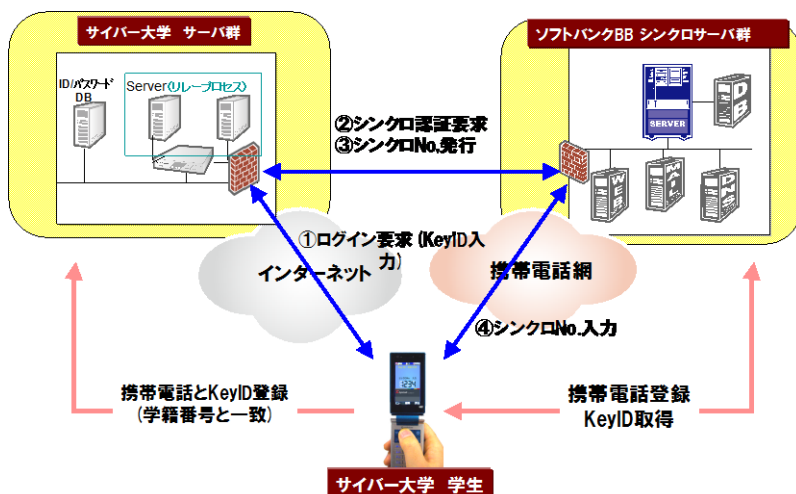 サイバー大学 サーバ群
ソフトバンクBB シンクロサーバ群
ID/パスワード
DB
Server(リレープロセス)
②シンクロ認証要求
③シンクロNo.発行
DB
SERVER
WEB
MAIL
DNS
①ログイン要求(KeyID入
力)
インターネット
携帯電話網
④シンクロNo.入力
携帯電話とKeyID登録
(学籍番号と一致)
1234
携帯電話登録
KeyID取得
サイバー大学 学生